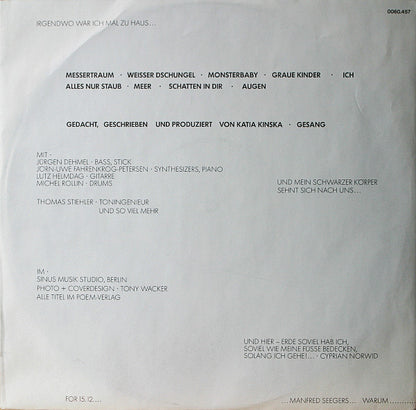 0060.457
IRGENDWO WAR ICH MAL ZU HAUS...
MESSERTRAUM · WEISSER DSCHUNGEL · MONSTERBABY · GRAUE KINDER · ICH
ALLES NUR STAUB · MEER · SCHATTEN IN DIR · AUGEN
GEDACHT, GESCHRIEBEN UND PRODUZIERT VON KATIA KINSKA · GESANG
MIT ·
JÜRGEN DEHMEL · BASS, STICK
JÖRN-UWE FAHRENKROG-PETERSEN · SYNTHESIZERS, PIANO
LUTZ HELMDAG · GITARRE
MICHEL ROLLIN · DRUMS
UND MEIN SCHWARZER KÖRPER
SEHNT SICH NACH UNS...
THOMAS STIEHLER · TONINGENIEUR
UND SO VIEL MEHR
IM ·
SINUS MUSIK STUDIO, BERLIN
PHOTO + COVERDESIGN · TONY WACKER
ALLE TITEL IM POEM-VERLAG
UND HIER – ERDE SOVIEL HAB ICH,
SOVIEL WIE MEINE FÜSSE BEDECKEN,
SOLANG ICH GEHE!... · CYPRIAN NORWID
FOR 15.12....
...MANFRED SEEGERS... WARUM........